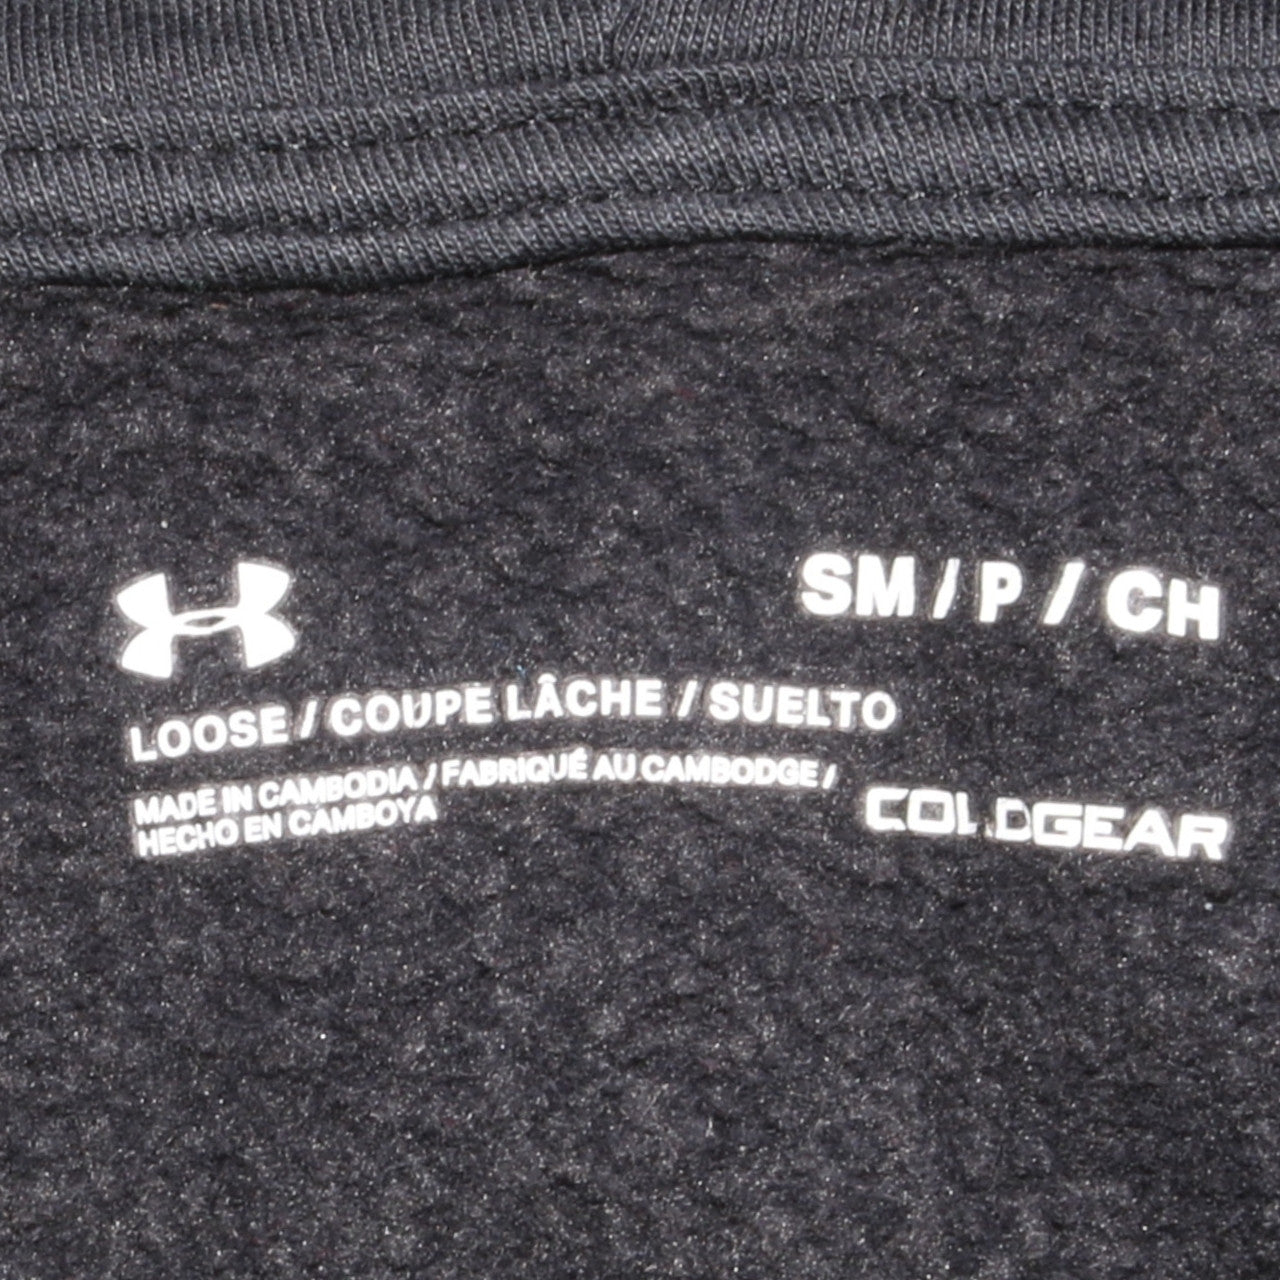 SM / P / CH
LOOSE / COUPE LÂCHE / SUELTO
MADE IN CAMBODIA / FABRIQUÉ AU CAMBODGE /
HECHO EN CAMBOYA
COLDGEAR